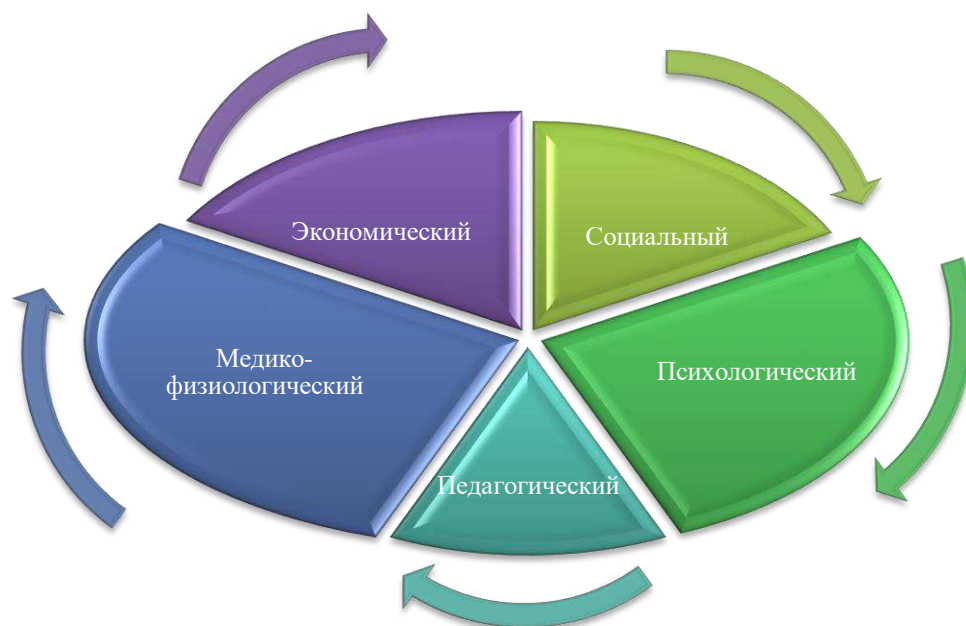 Экономический
Социальный
Медико-
физиологический
Психологический
Педагогический